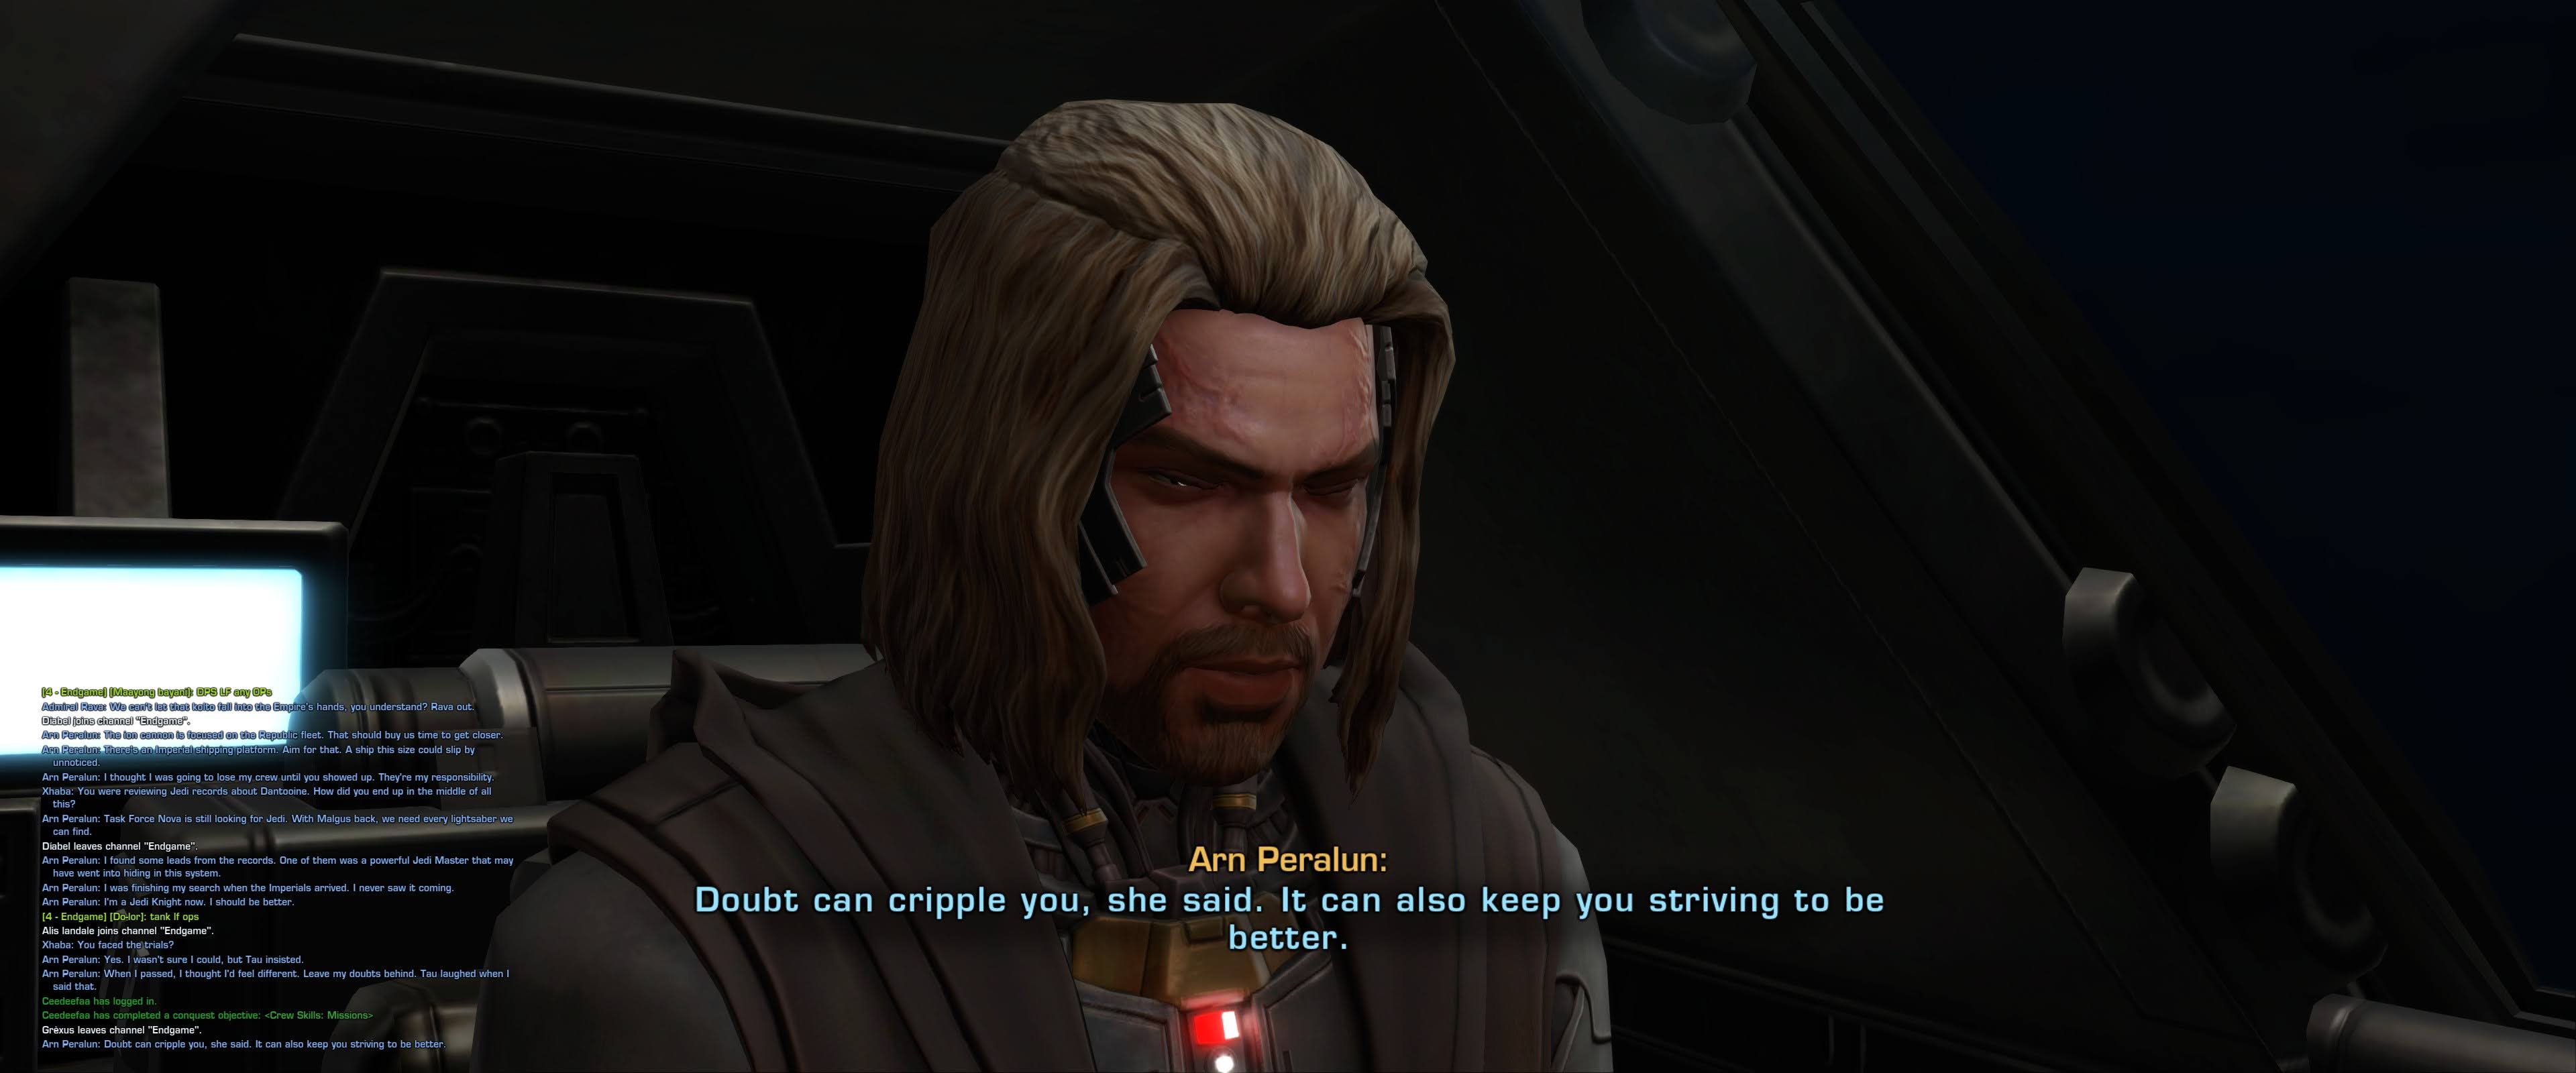 [4 - Endgame] [Maayong bayani]: DPS LF any OPs
Admiral Rava: We can't let that kolto fall into the Empire's hands, you understand? Rava out.
Diabel joins channel "Endgame".
Arn Peralun: The ion cannon is focused on the Republic fleet. That should buy us time to get closer.
Arn Peralun: There's an Imperial shipping platform. Aim for that. A ship this size could slip by
unnoticed.
Arn Peralun: I thought I was going to lose my crew until you showed up. They're my responsibility.
Xhaba: You were reviewing Jedi records about Dantooine. How did you end up in the middle of all
this?
Arn Peralun: Task Force Nova is still looking for Jedi. With Malgus back, we need every lightsaber we
can find.
Diabel leaves channel "Endgame".
Arn Peralun: I found some leads from the records. One of them was a powerful Jedi Master that may
have went into hiding in this system.
Arn Peralun: I was finishing my search when the Imperials arrived. I never saw it coming.
Arn Peralun: I'm a Jedi Knight now. I should be better.
[4 - Endgame] [Do-lor]: tank lf ops
Alis landale joins channel "Endgame".
Xhaba: You faced the trials?
Arn Peralun: Yes. I wasn't sure I could, but Tau insisted.
Arn Peralun: When I passed, I thought I'd feel different. Leave my doubts behind. Tau laughed when I
said that.
Ceedeefaa has logged in.
Ceedeefaa has completed a conquest objective: <Crew Skills: Missions>
Grèxus leaves channel "Endgame".
Arn Peralun: Doubt can cripple you, she said. It can also keep you striving to be better.
Arn Peralun:
Doubt can cripple you, she said. It can also keep you striving to be
better.